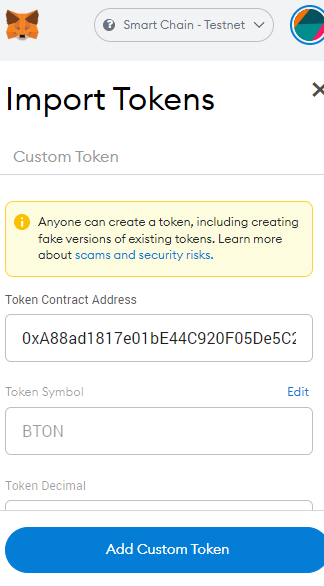 Smart Chain - Testnet
Import Tokens
Custom Token
Anyone can create a token, including creating
fake versions of existing tokens. Learn more
about scams and security risks.
Token Contract Address
0xA88ad1817e01bE44C920F05De5C2
Token Symbol
Edit
BTON
Token Decimal
Add Custom Token